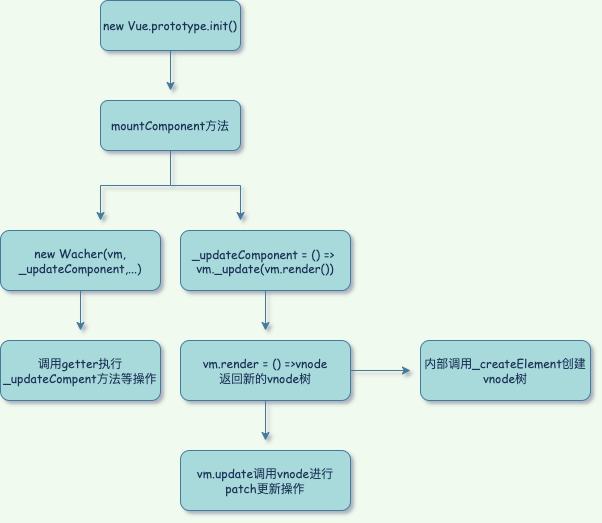 new Vue.prototype.init()
mountComponent方法
new Wacher(vm,
_updateComponent,...)
_updateComponent = () =>
vm._update(vm.render())
调用getter执行
_updateCompent方法等操作
vm.render = () =>vnode
返回新的vnode树
内部调用_createElement创建
vnode树
vm.update调用vnode进行
patch更新操作